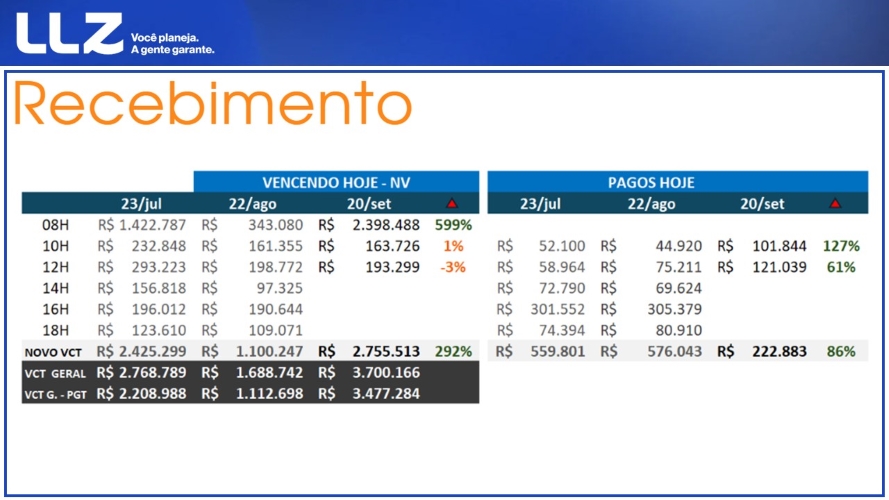 LLZ Você planeja.
A gente garante.
Recebimento
VENCENDO HOJE - NV PAGOS HOJE
23/jul 22/ago 20/set 23/jul 22/ago 20/set
08H R$ 1.422.787 R$ 343.080 R$ 2.398.488 599%
10H R$ 232.848 R$ 161.355 R$ 163.726 1% R$ 52.100 R$ 44.920 R$ 101.844 127%
12H R$ 293.223 R$ 198.772 R$ 193.299 -3% R$ 58.964 R$ 75.211 R$ 121.039 61%
14H R$ 156.818 R$ 97.325 R$ 72.790 R$ 69.624
16H R$ 196.012 R$ 190.644 R$ 301.552 R$ 305.379
18H R$ 123.610 R$ 109.071 R$ 74.394 R$ 80.910
NOVO VCT R$ 2.425.299 R$ 1.100.247 R$ 2.755.513 292% R$ 559.801 R$ 576.043 R$ 222.883 86%
VCT GERAL R$ 2.768.789 R$ 1.688.742 R$ 3.700.166
VCT G. - PGT R$ 2.208.988 R$ 1.112.698 R$ 3.477.284